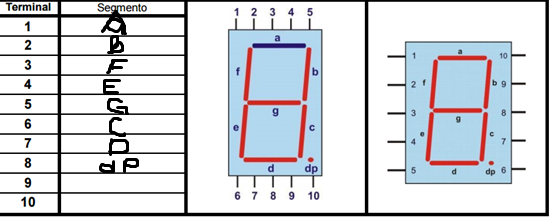 Terminal Segmento
1 A
2 B
3 F
4 E
5 G
6 C
7 D
8 dp
9
10
1 2 3 4 5
a
f b
g
e c
d dp
6 7 8 9 10
1 a 10
2 f b 9
3 g 8
4 e c 7
5 d dp 6